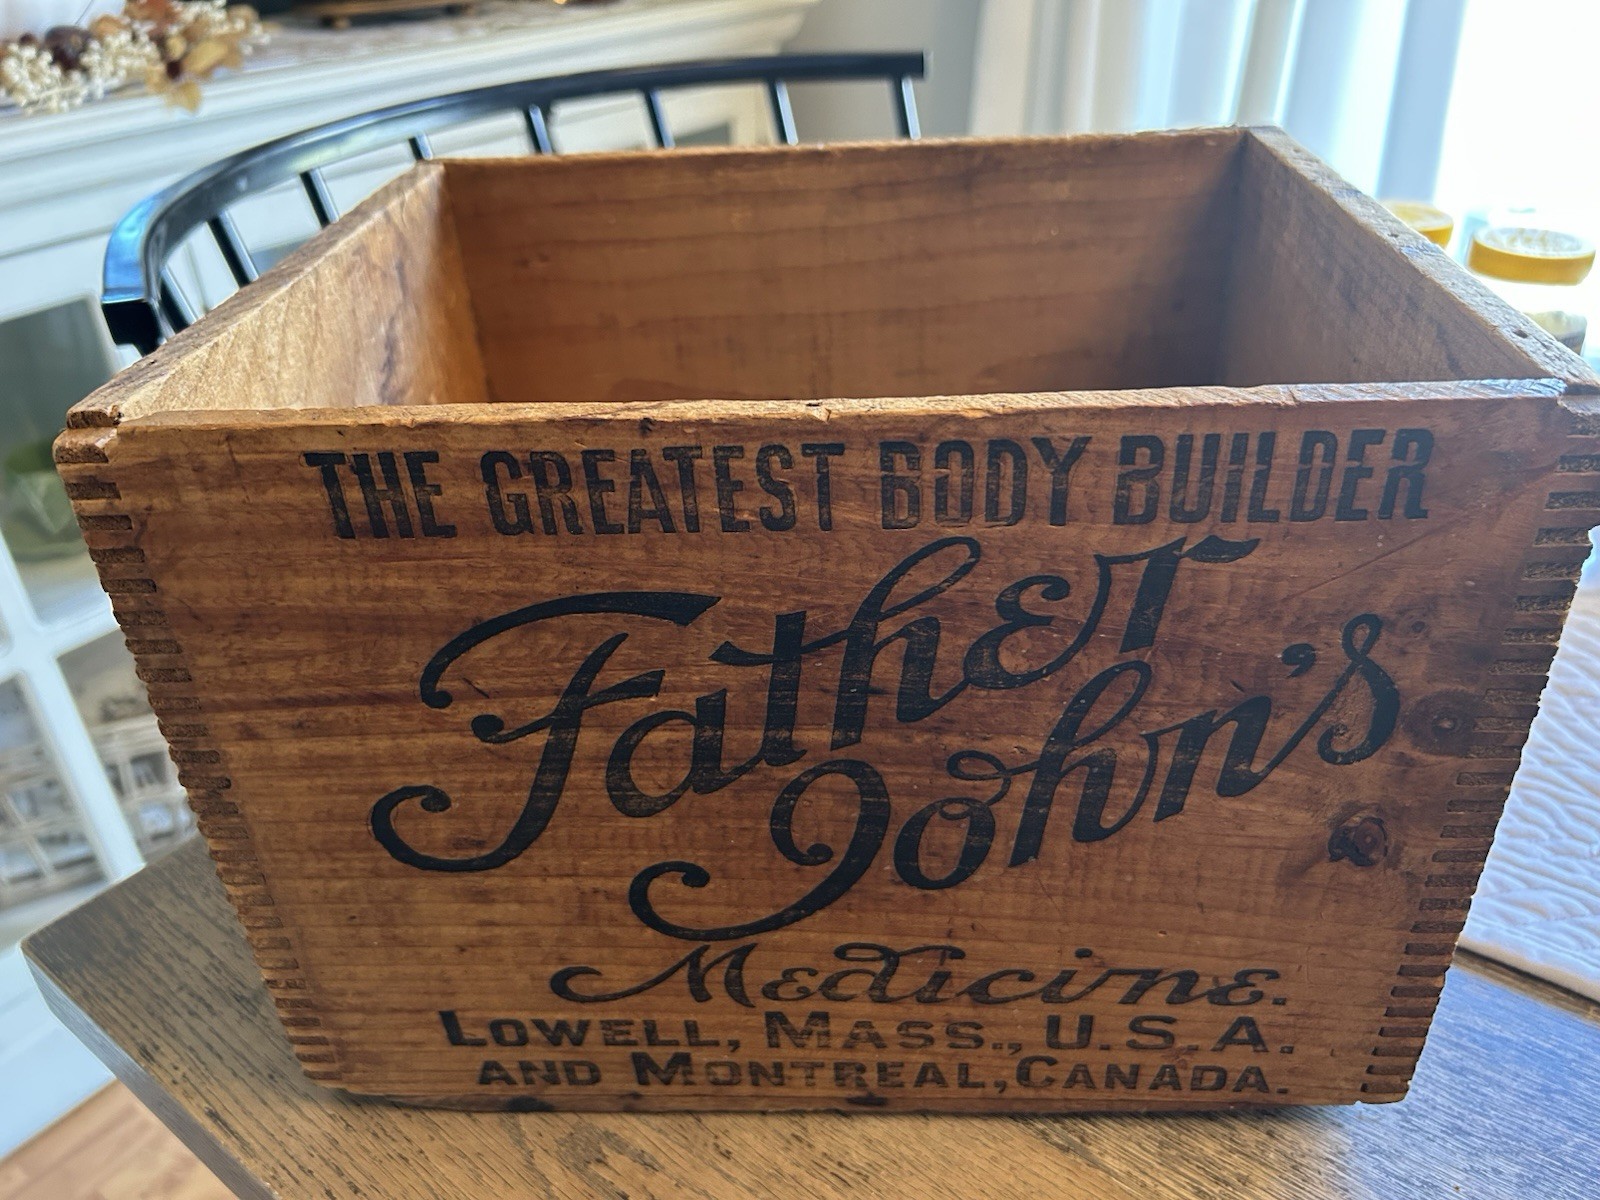 THE GREATEST BODY BUILDER
Father
John's
Medicine.
LOWELL, MASS., U.S.A.
AND MONTREAL, CANADA.